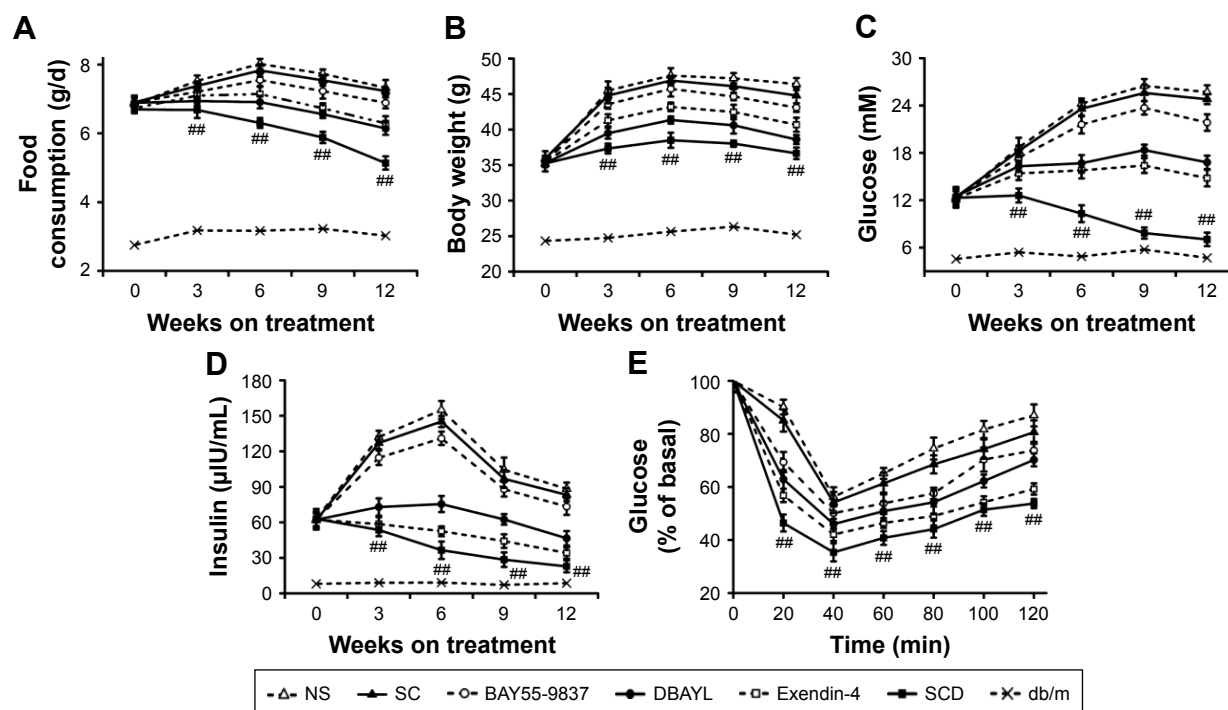 A
Food
consumption (g/d)
8
6
4
2
0 3 6 9 12
Weeks on treatment
##
##
##
##
B
Body weight (g)
50
45
40
35
30
25
20
0 3 6 9 12
Weeks on treatment
##
##
##
##
C
Glucose (mM)
30
24
18
12
6
0 3 6 9 12
Weeks on treatment
##
##
##
##
D
Insulin (µIU/mL)
180
150
120
90
60
30
0
0 3 6 9 12
Weeks on treatment
##
##
##
##
E
Glucose
(% of basal)
100
80
60
40
20
0 20 40 60 80 100 120
Time (min)
##
##
##
##
##
##
NS SC BAY55-9837 DBAYL Exendin-4 SCD db/m